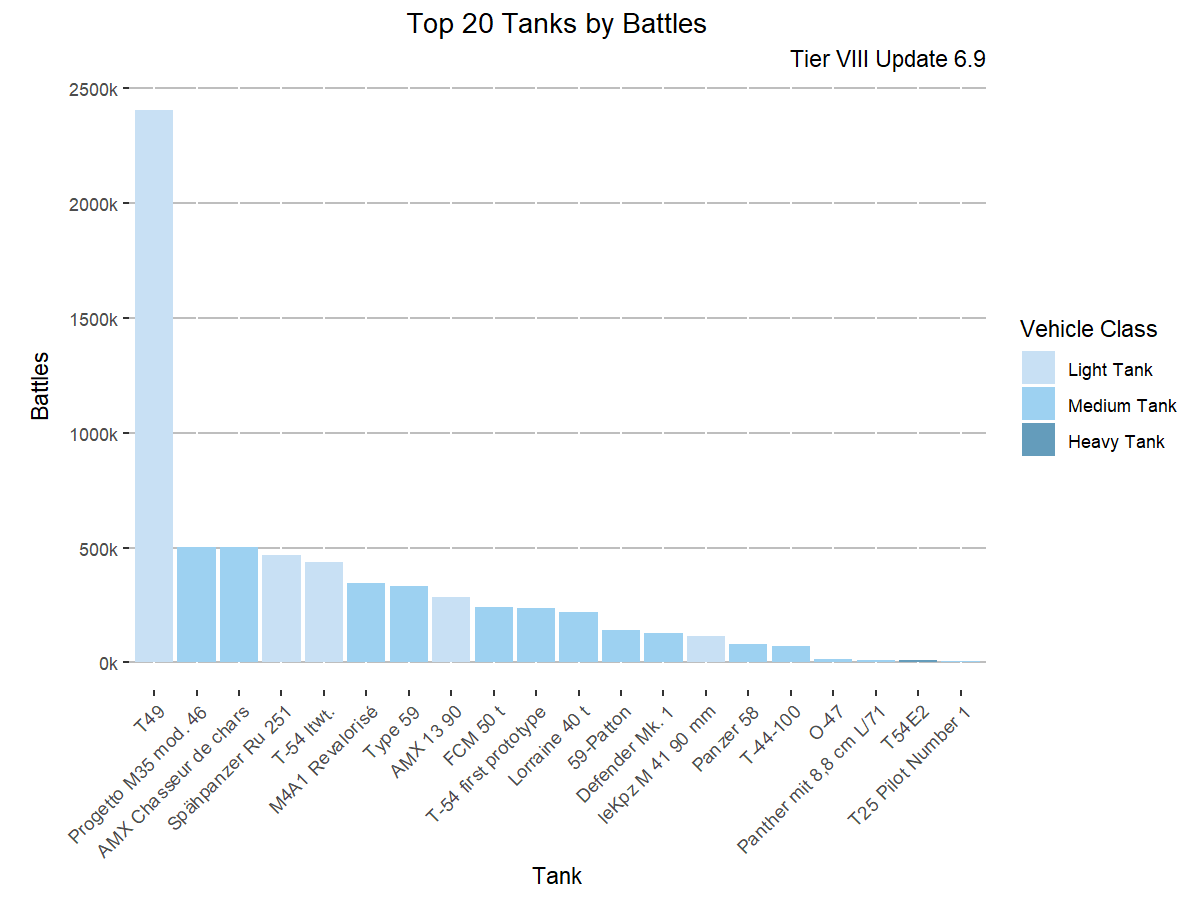 Top 20 Tanks by Battles
Tier VIII Update 6.9
2500k
2000k
1500k
1000k
500k
0k
Battles
T49
Progetto M35 mod. 46
AMX Chasseur de chars
Spähpanzer Ru 251
T-54 ltwt.
M4A1 Revalorisé
Type 59
AMX 13 90
FCM 50 t
T-54 first prototype
Lorraine 40 t
59-Patton
Defender Mk. 1
leKpz M 41 90 mm
Panzer 58
T-44-100
O-47
Panther mit 8,8 cm L/71
T54E2
T25 Pilot Number 1
Tank
Vehicle Class
Light Tank
Medium Tank
Heavy Tank